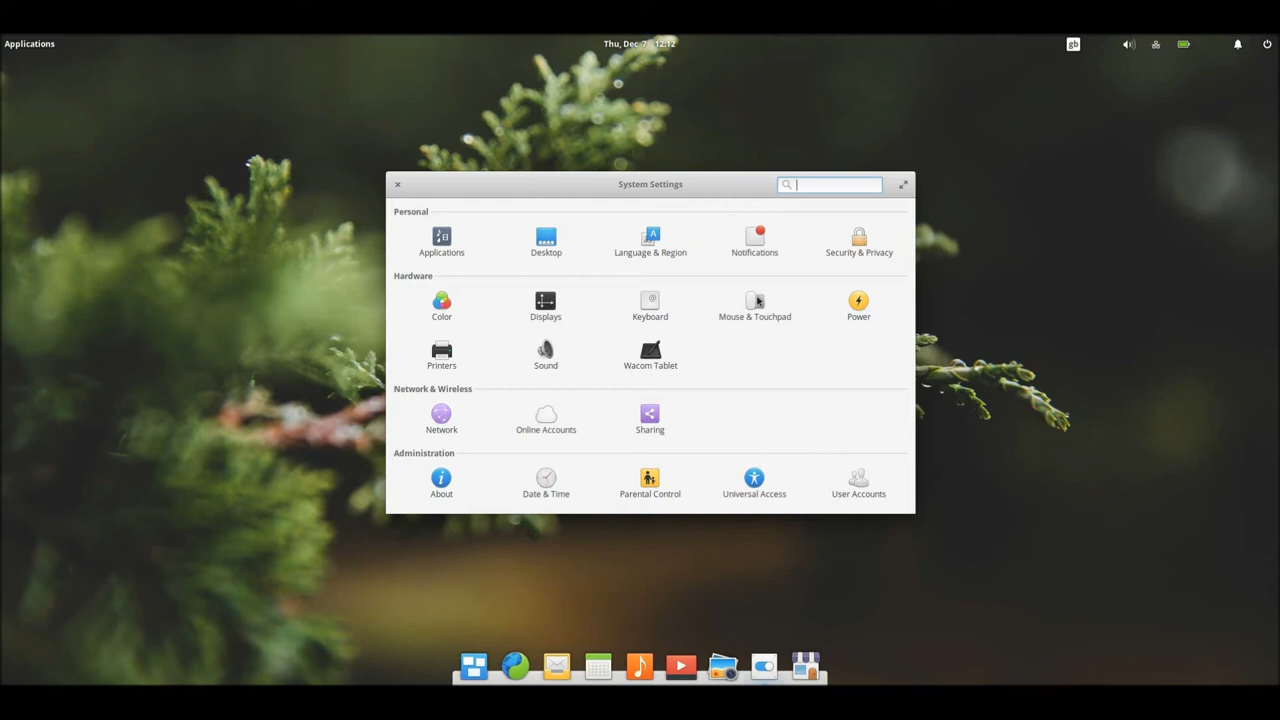 Applications
Thu, Dec 7 12:12
gb
System Settings
Personal
Applications
Desktop
Language & Region
Notifications
Security & Privacy
Hardware
Color
Displays
Keyboard
Mouse & Touchpad
Power
Printers
Sound
Wacom Tablet
Network & Wireless
Network
Online Accounts
Sharing
Administration
About
Date & Time
Parental Control
Universal Access
User Accounts